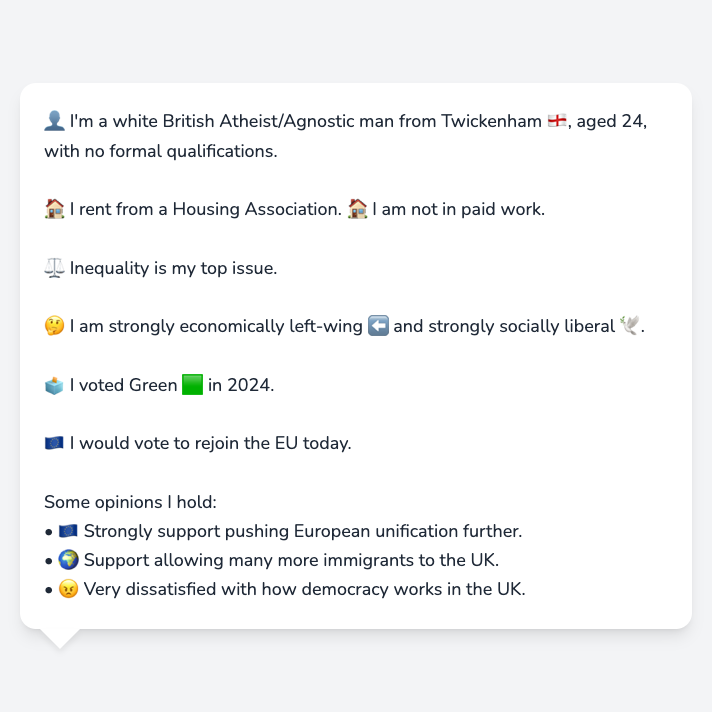 👤 I'm a white British Atheist/Agnostic man from Twickenham 🏴󠁧󠁢󠁥󠁮󠁧󠁿, aged 24,
with no formal qualifications.
🏠 I rent from a Housing Association. 🏠 I am not in paid work.
⚖️ Inequality is my top issue.
🤔 I am strongly economically left-wing ⬅️ and strongly socially liberal 🕊️.
🗳️ I voted Green 🟩 in 2024.
🇪🇺 I would vote to rejoin the EU today.
Some opinions I hold:
• 🇪🇺 Strongly support pushing European unification further.
• 🌍 Support allowing many more immigrants to the UK.
• 😠 Very dissatisfied with how democracy works in the UK.